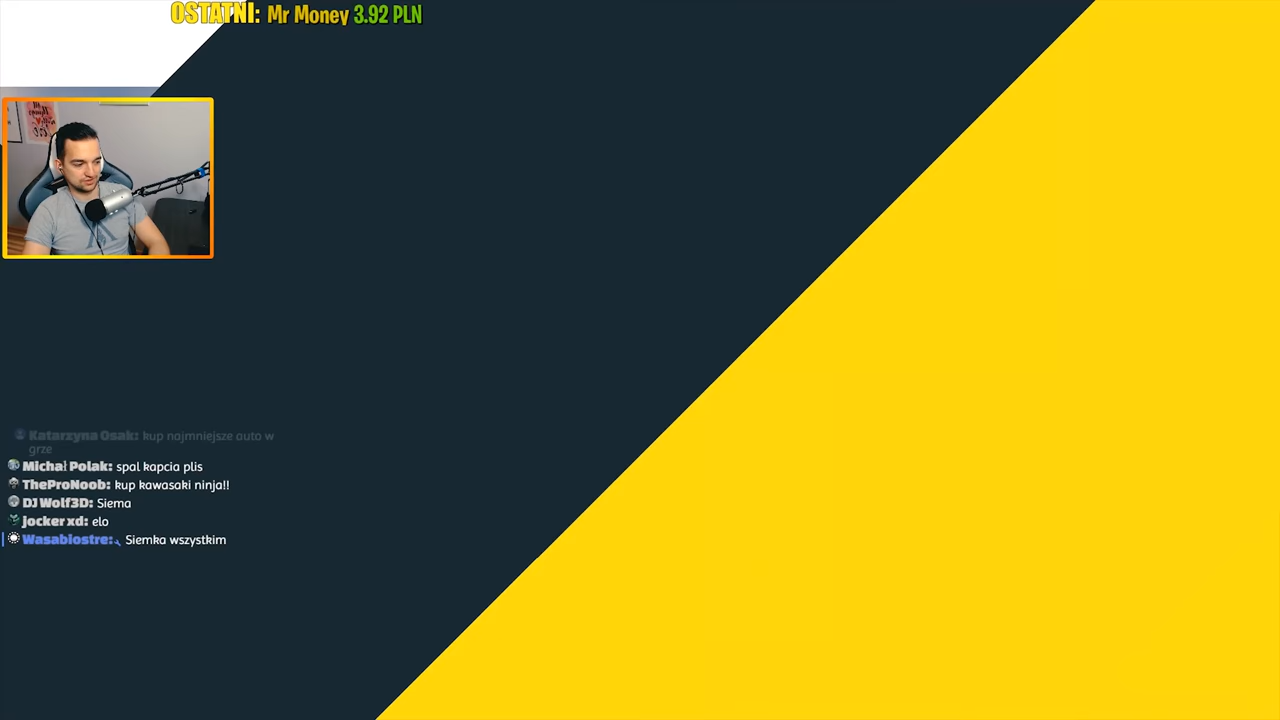 OSTATNI: Mr Money 3.92 PLN
Katarzyna Osak: kup najmniejsze auto w
grze
Michał Polak: spal kapcia plis
TheProNoob: kup kawasaki ninja!!
DJ Wolf3D: Siema
jocker xd: elo
Wasabiostre: Siemka wszystkim